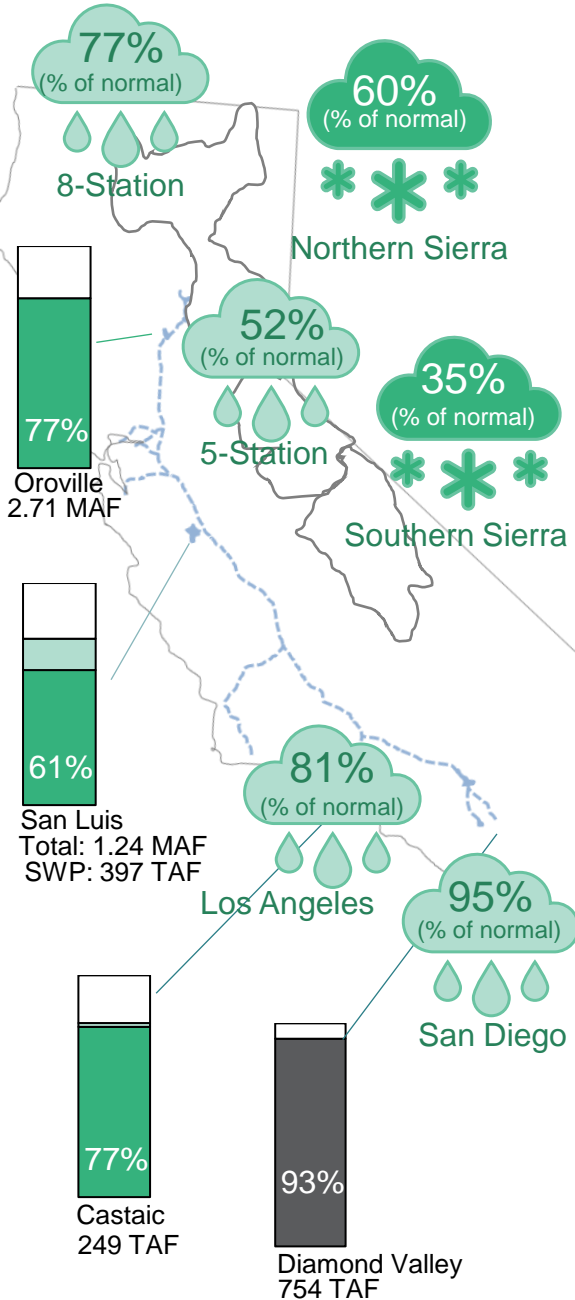 77%
(% of normal)
8-Station
60%
(% of normal)
Northern Sierra
52%
(% of normal)
5-Station
35%
(% of normal)
Southern Sierra
77%
Oroville
2.71 MAF
61%
San Luis
Total: 1.24 MAF
SWP: 397 TAF
81%
(% of normal)
Los Angeles
95%
(% of normal)
San Diego
77%
Castaic
249 TAF
93%
Diamond Valley
754 TAF